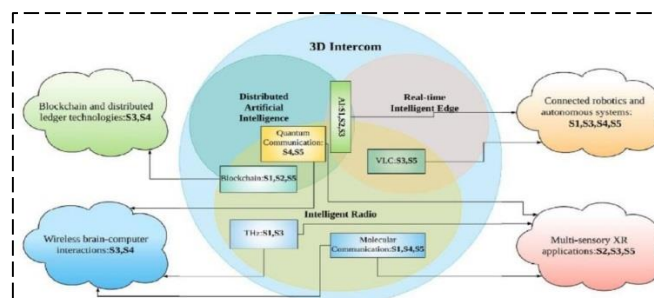 3D Intercom
Blockchain and distributed
ledger technologies:S3,S4
Distributed
Artificial
Intelligence
AI:S1,S2,S3
Real-time
Intelligent Edge
Connected robotics and
autonomous systems:
S1,S3,S4,S5
Quantum
Communication:
S4,S5
VLC:S3,S5
Blockchain:S1,S2,S5
Intelligent Radio
Wireless brain-computer
interactions:S3,S4
THz:S1,S3
Molecular
Communication:S1,S4,S5
Multi-sensory XR
applications:S2,S3,S5